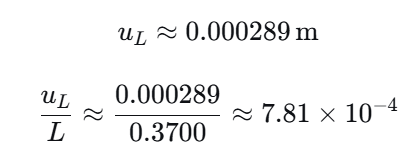 u_L ≈ 0.000289 m
u_L / L ≈ 0.000289 / 0.3700 ≈ 7.81 × 10⁻⁴